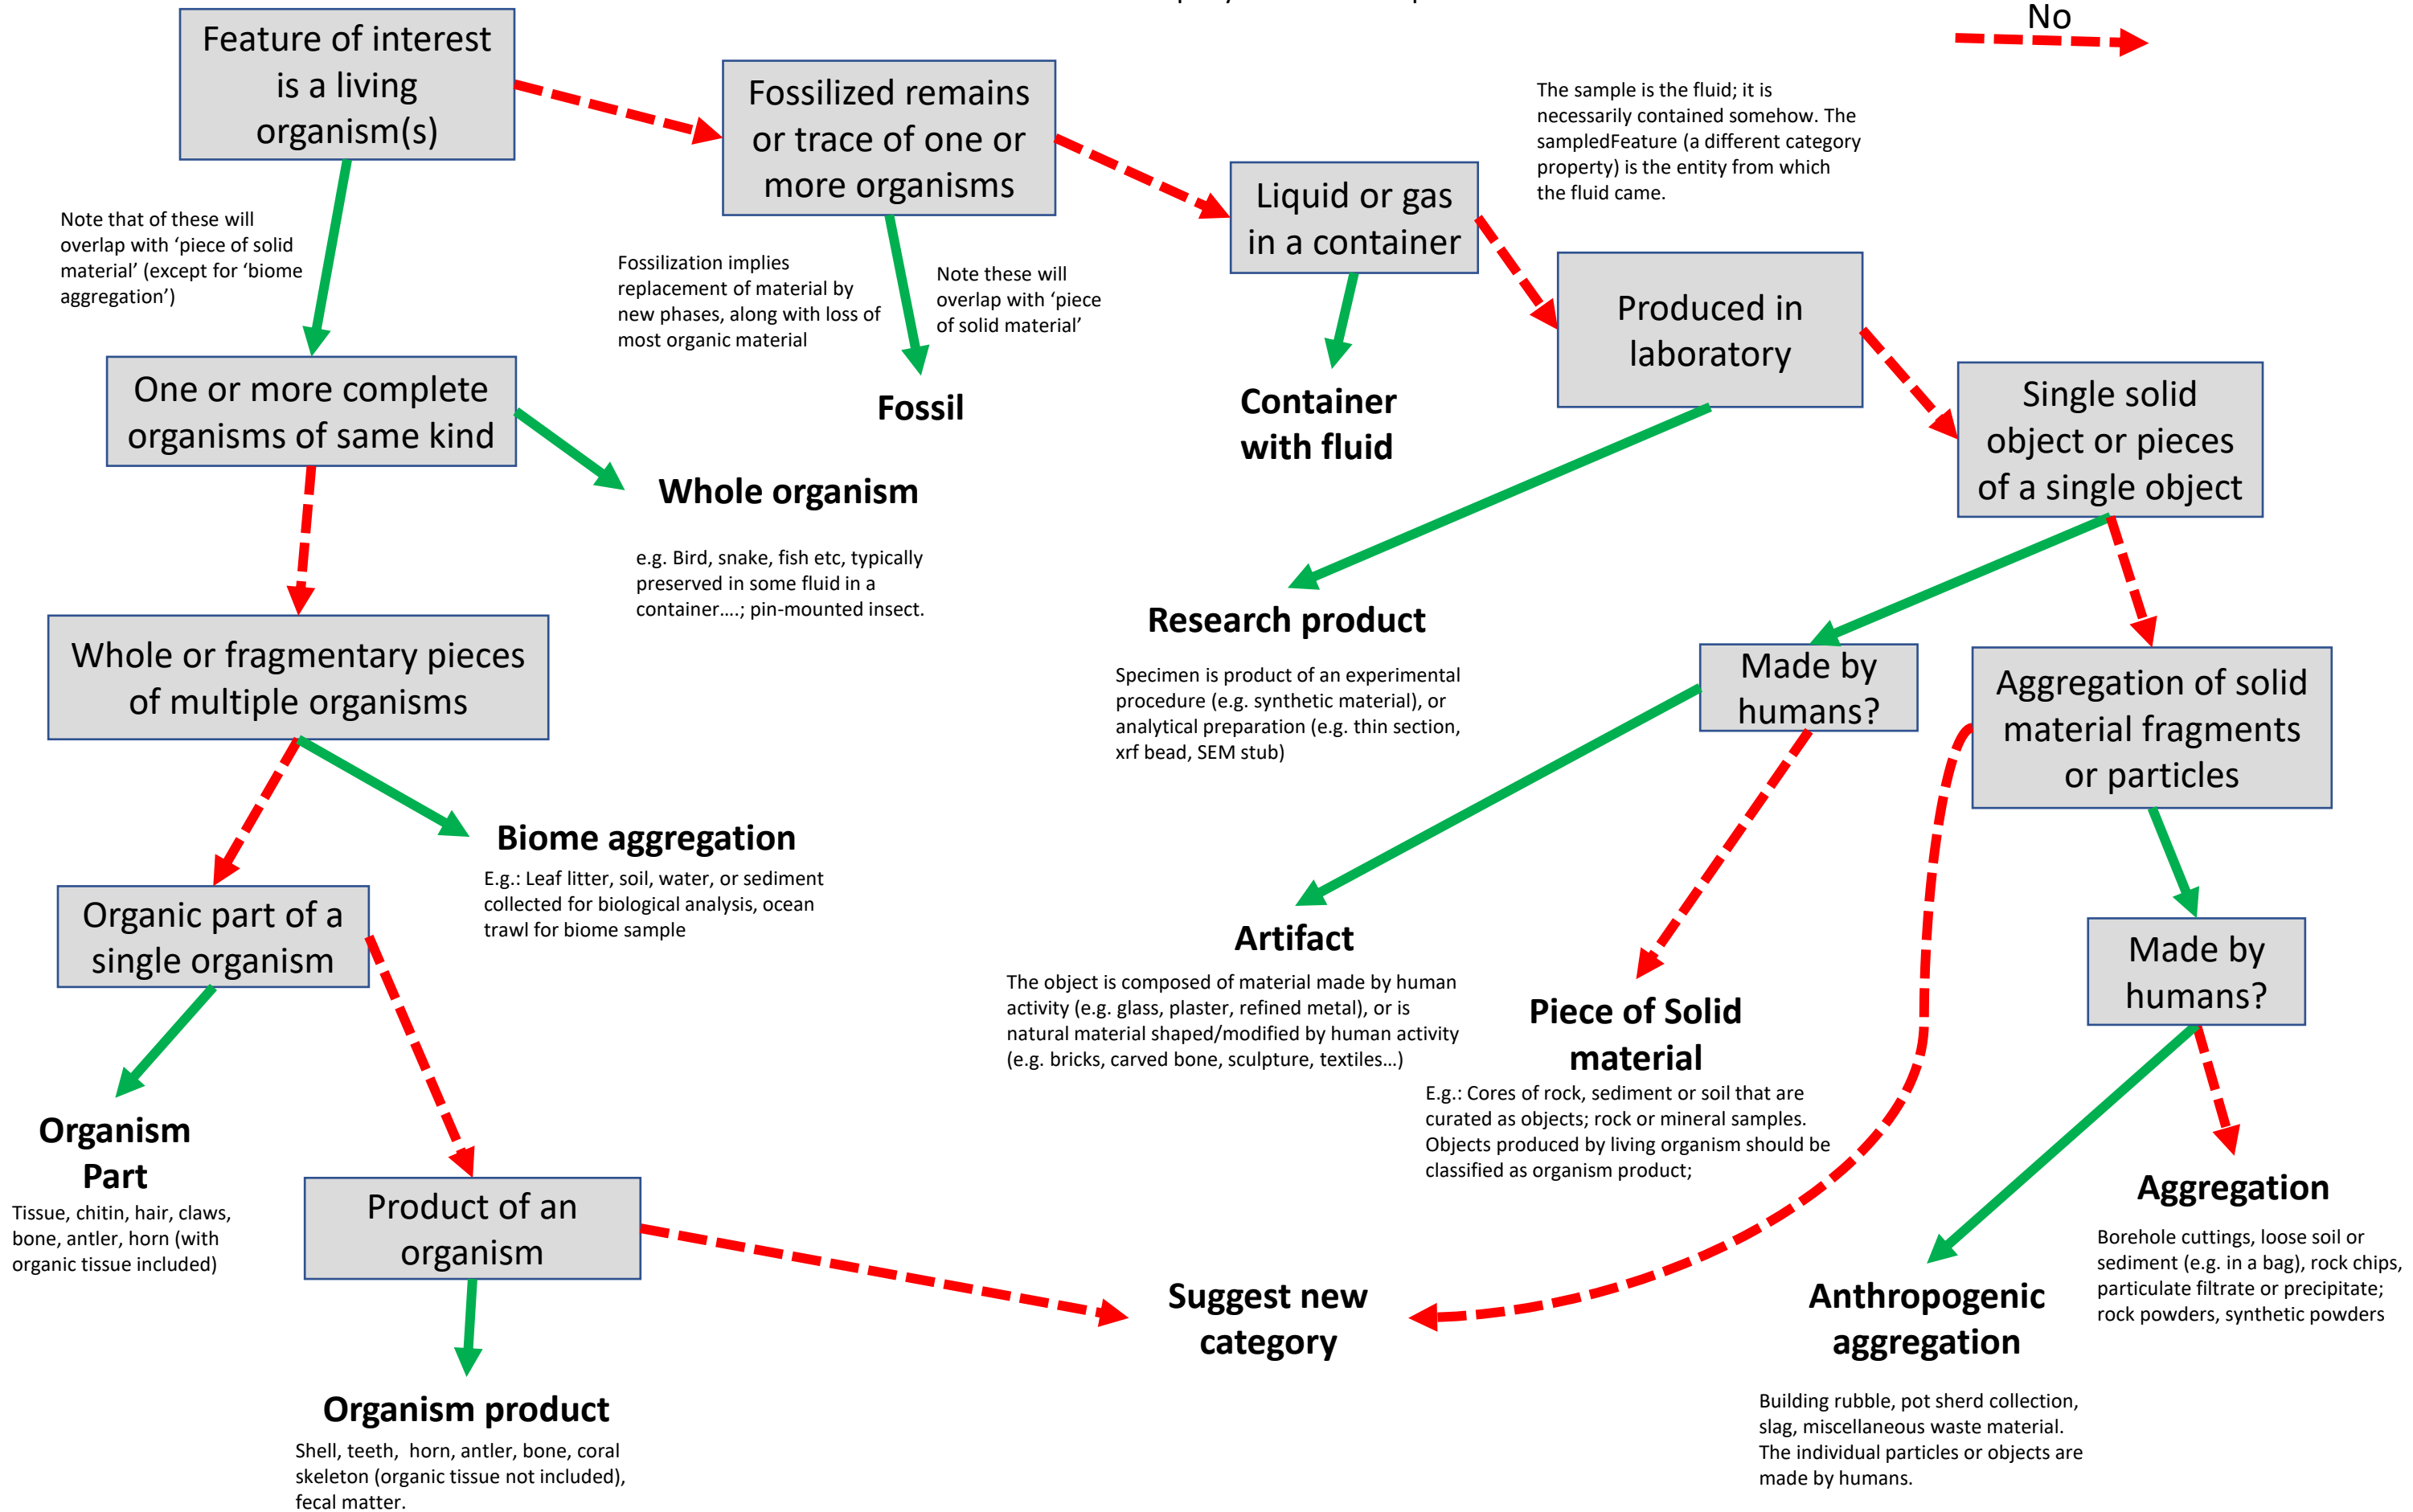 No
Feature of interest
is a living
organism(s)
Fossilized remains
or trace of one or
more organisms
The sample is the fluid; it is
necessarily contained somehow. The
sampledFeature (a different category
property) is the entity from which
the fluid came.
Liquid or gas
in a container
Note that of these will
overlap with ‘piece of solid
material’ (except for ‘biome
aggregation’)
Fossilization implies
replacement of material by
new phases, along with loss of
most organic material
Note these will
overlap with ‘piece
of solid material’
Produced in
laboratory
One or more complete
organisms of same kind
Fossil
Container
with fluid
Single solid
object or pieces
of a single object
Whole organism
e.g. Bird, snake, fish etc, typically
preserved in some fluid in a
container....; pin-mounted insect.
Research product
Specimen is product of an experimental
procedure (e.g. synthetic material), or
analytical preparation (e.g. thin section,
xrf bead, SEM stub)
Whole or fragmentary pieces
of multiple organisms
Made by
humans?
Aggregation of solid
material fragments
or particles
Biome aggregation
E.g.: Leaf litter, soil, water, or sediment
collected for biological analysis, ocean
trawl for biome sample
Organic part of a
single organism
Artifact
The object is composed of material made by human
activity (e.g. glass, plaster, refined metal), or is
natural material shaped/modified by human activity
(e.g. bricks, carved bone, sculpture, textiles…)
Made by
humans?
Piece of Solid
material
E.g.: Cores of rock, sediment or soil that are
curated as objects; rock or mineral samples.
Objects produced by living organism should be
classified as organism product;
Organism
Part
Tissue, chitin, hair, claws,
bone, antler, horn (with
organic tissue included)
Product of an
organism
Aggregation
Borehole cuttings, loose soil or
sediment (e.g. in a bag), rock chips,
particulate filtrate or precipitate;
rock powders, synthetic powders
Suggest new
category
Anthropogenic
aggregation
Building rubble, pot sherd collection,
slag, miscellaneous waste material.
The individual particles or objects are
made by humans.
Organism product
Shell, teeth, horn, antler, bone, coral
skeleton (organic tissue not included),
fecal matter.